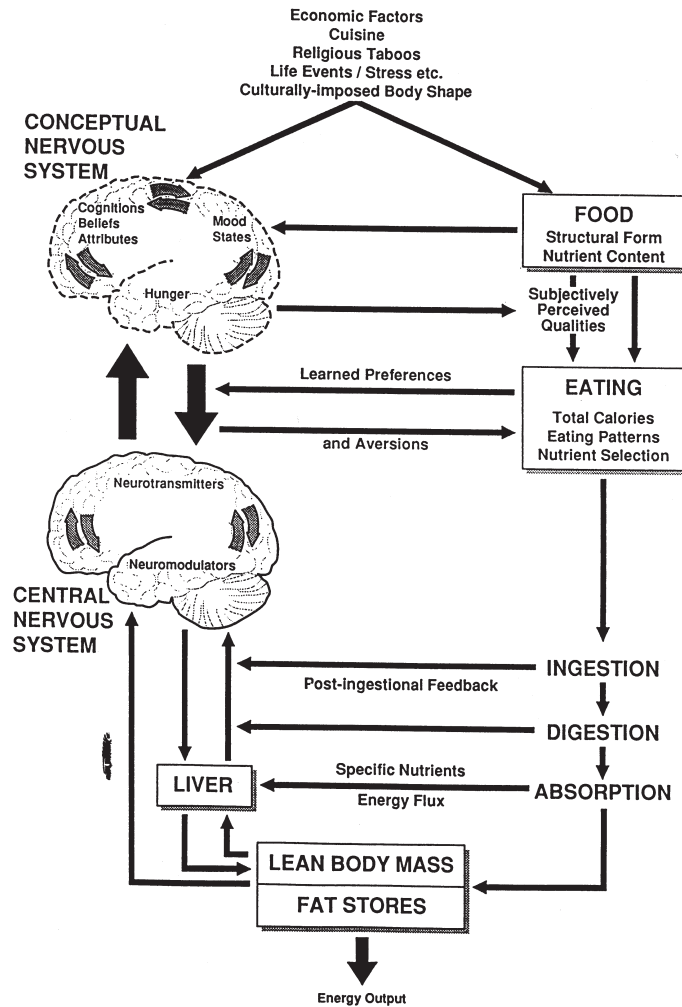 Economic Factors
Cuisine
Religious Taboos
Life Events / Stress etc.
Culturally-imposed Body Shape
CONCEPTUAL
NERVOUS
SYSTEM
Cognitions
Beliefs
Attributes
Mood
States
Hunger
FOOD
Structural Form
Nutrient Content
Subjectively
Perceived
Qualities
Learned Preferences
and Aversions
EATING
Total Calories
Eating Patterns
Nutrient Selection
Neurotransmitters
Neuromodulators
CENTRAL
NERVOUS
SYSTEM
INGESTION
Post-ingestional Feedback
DIGESTION
LIVER
Specific Nutrients
Energy Flux
ABSORPTION
LEAN BODY MASS
FAT STORES
Energy Output